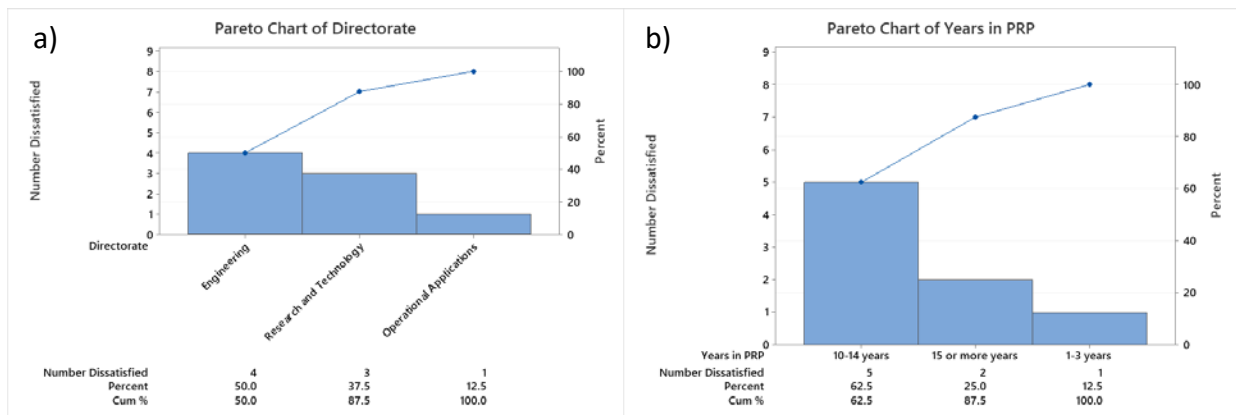 a)
Pareto Chart of Directorate
Number Dissatisfied
9
8
7
6
5
4
3
2
1
0
100
80
60
40
20
0
Percent
Directorate
Engineering
Research and Technology
Operational Applications
Number Dissatisfied 4 3 1
Percent 50.0 37.5 12.5
Cum % 50.0 87.5 100.0
b)
Pareto Chart of Years in PRP
Number Dissatisfied
9
8
7
6
5
4
3
2
1
0
100
80
60
40
20
0
Percent
Years in PRP 10-14 years 15 or more years 1-3 years
Number Dissatisfied 5 2 1
Percent 62.5 25.0 12.5
Cum % 62.5 87.5 100.0